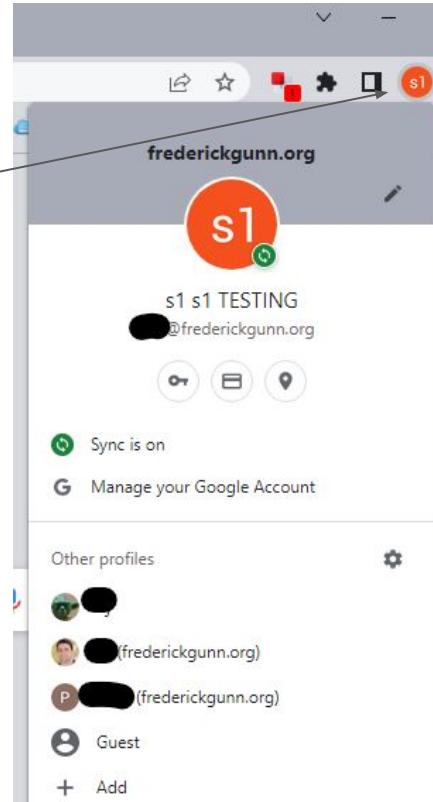 s1
frederickgunn.org
s1
s1 s1 TESTING
@frederickgunn.org
Sync is on
G Manage your Google Account
Other profiles
(frederickgunn.org)
P (frederickgunn.org)
Guest
+ Add